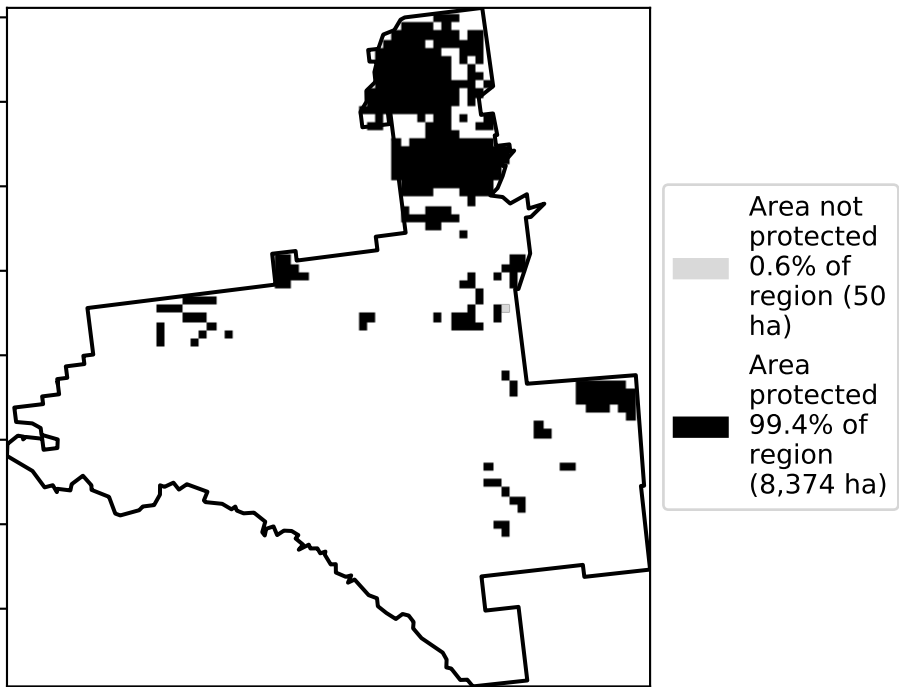 Area not
protected
0.6% of
region (50
ha)
Area
protected
99.4% of
region
(8,374 ha)